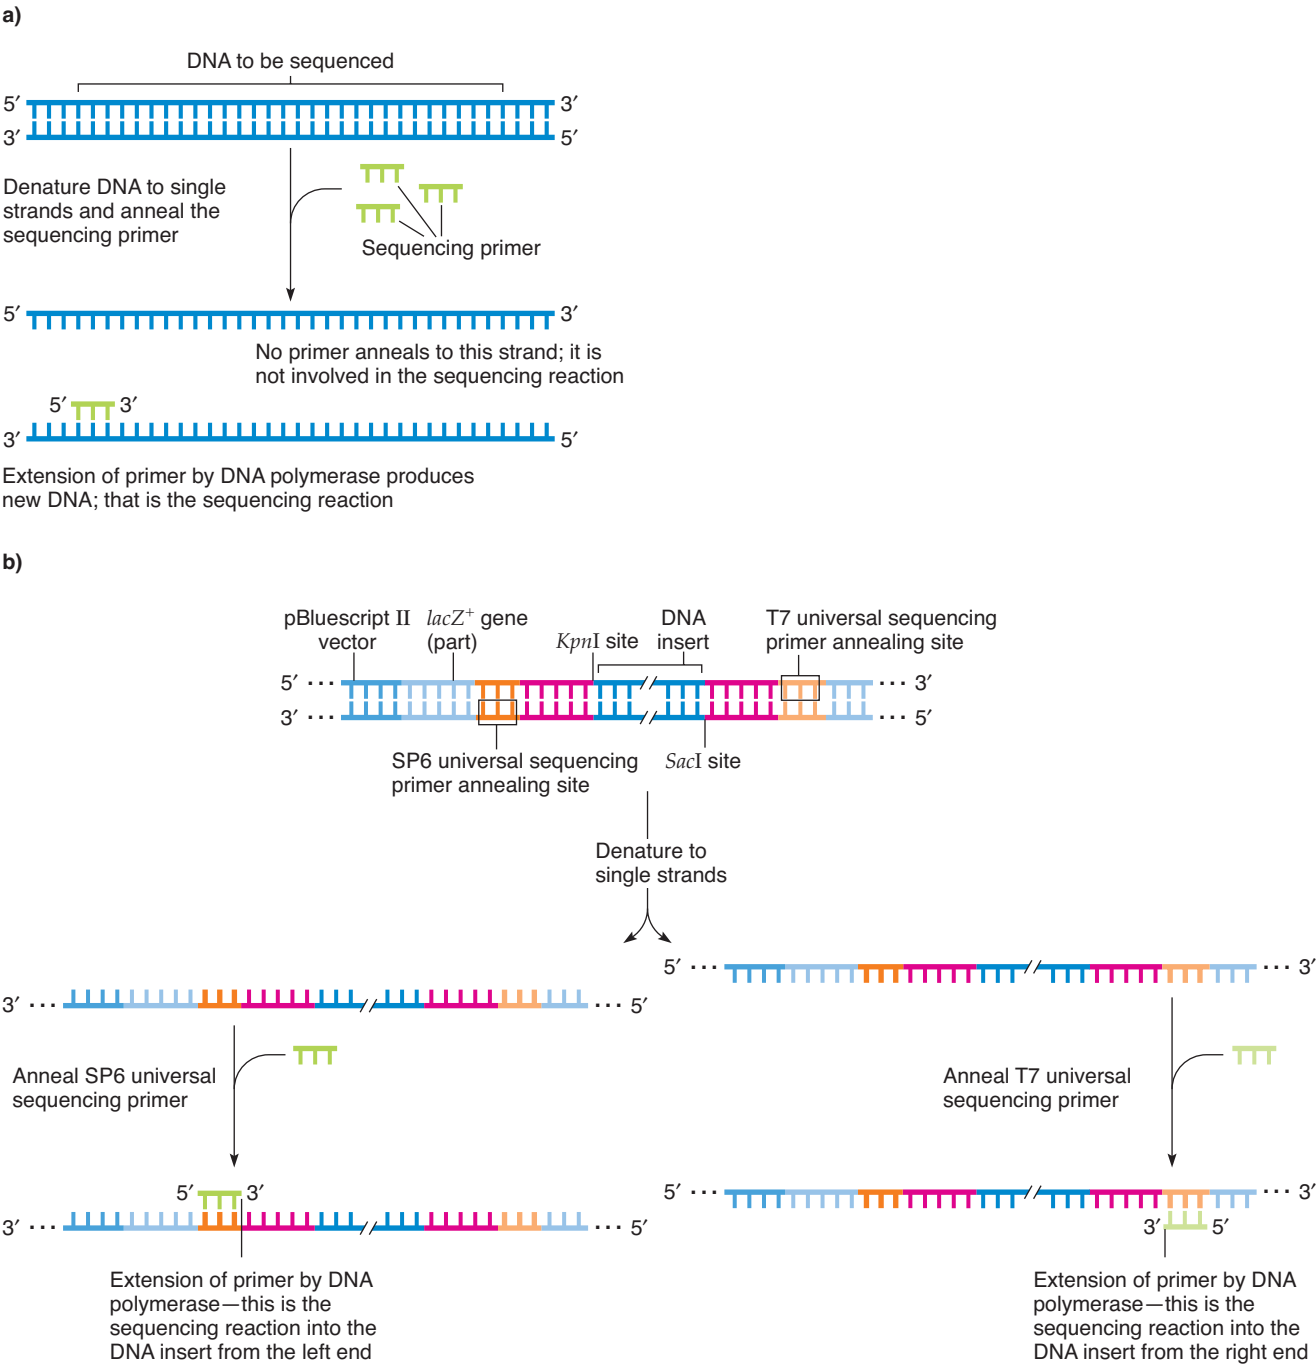 a)
DNA to be sequenced
5′ 3′
3′ 5′
Denature DNA to single
strands and anneal the
sequencing primer
Sequencing primer
5′ 3′
No primer anneals to this strand; it is
not involved in the sequencing reaction
5′ 3′
3′ 5′
Extension of primer by DNA polymerase produces
new DNA; that is the sequencing reaction
b)
pBluescript II
vector
lacZ+ gene
(part)
KpnI site
DNA
insert
T7 universal sequencing
primer annealing site
5′ ··· ··· 3′
3′ ··· ··· 5′
SP6 universal sequencing
primer annealing site
SacI site
Denature to
single strands
5′ ··· ··· 3′
3′ ··· ··· 5′
Anneal SP6 universal
sequencing primer
Anneal T7 universal
sequencing primer
5′ 3′
3′ ··· ··· 5′
5′ ··· ··· 3′
3′ 5′
Extension of primer by DNA
polymerase—this is the
sequencing reaction into the
DNA insert from the left end
Extension of primer by DNA
polymerase—this is the
sequencing reaction into the
DNA insert from the right end